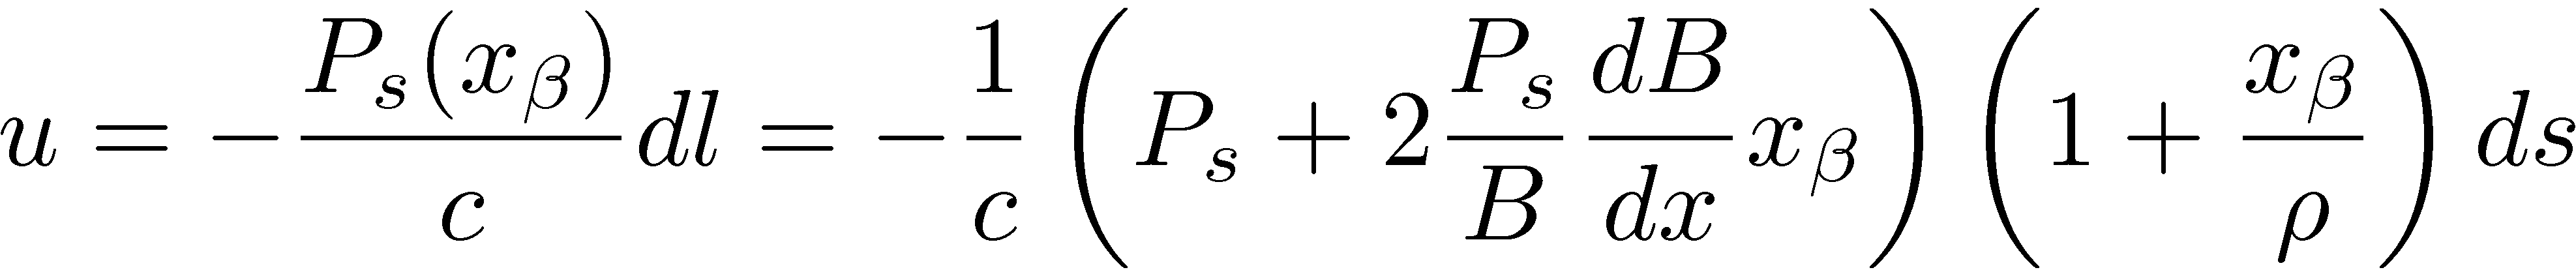 u = -\frac{P_s(x_\beta)}{c} dl = -\frac{1}{c} \left( P_s + 2 \frac{P_s}{B} \frac{dB}{dx} x_\beta \right) \left( 1 + \frac{x_\beta}{\rho} \right) ds